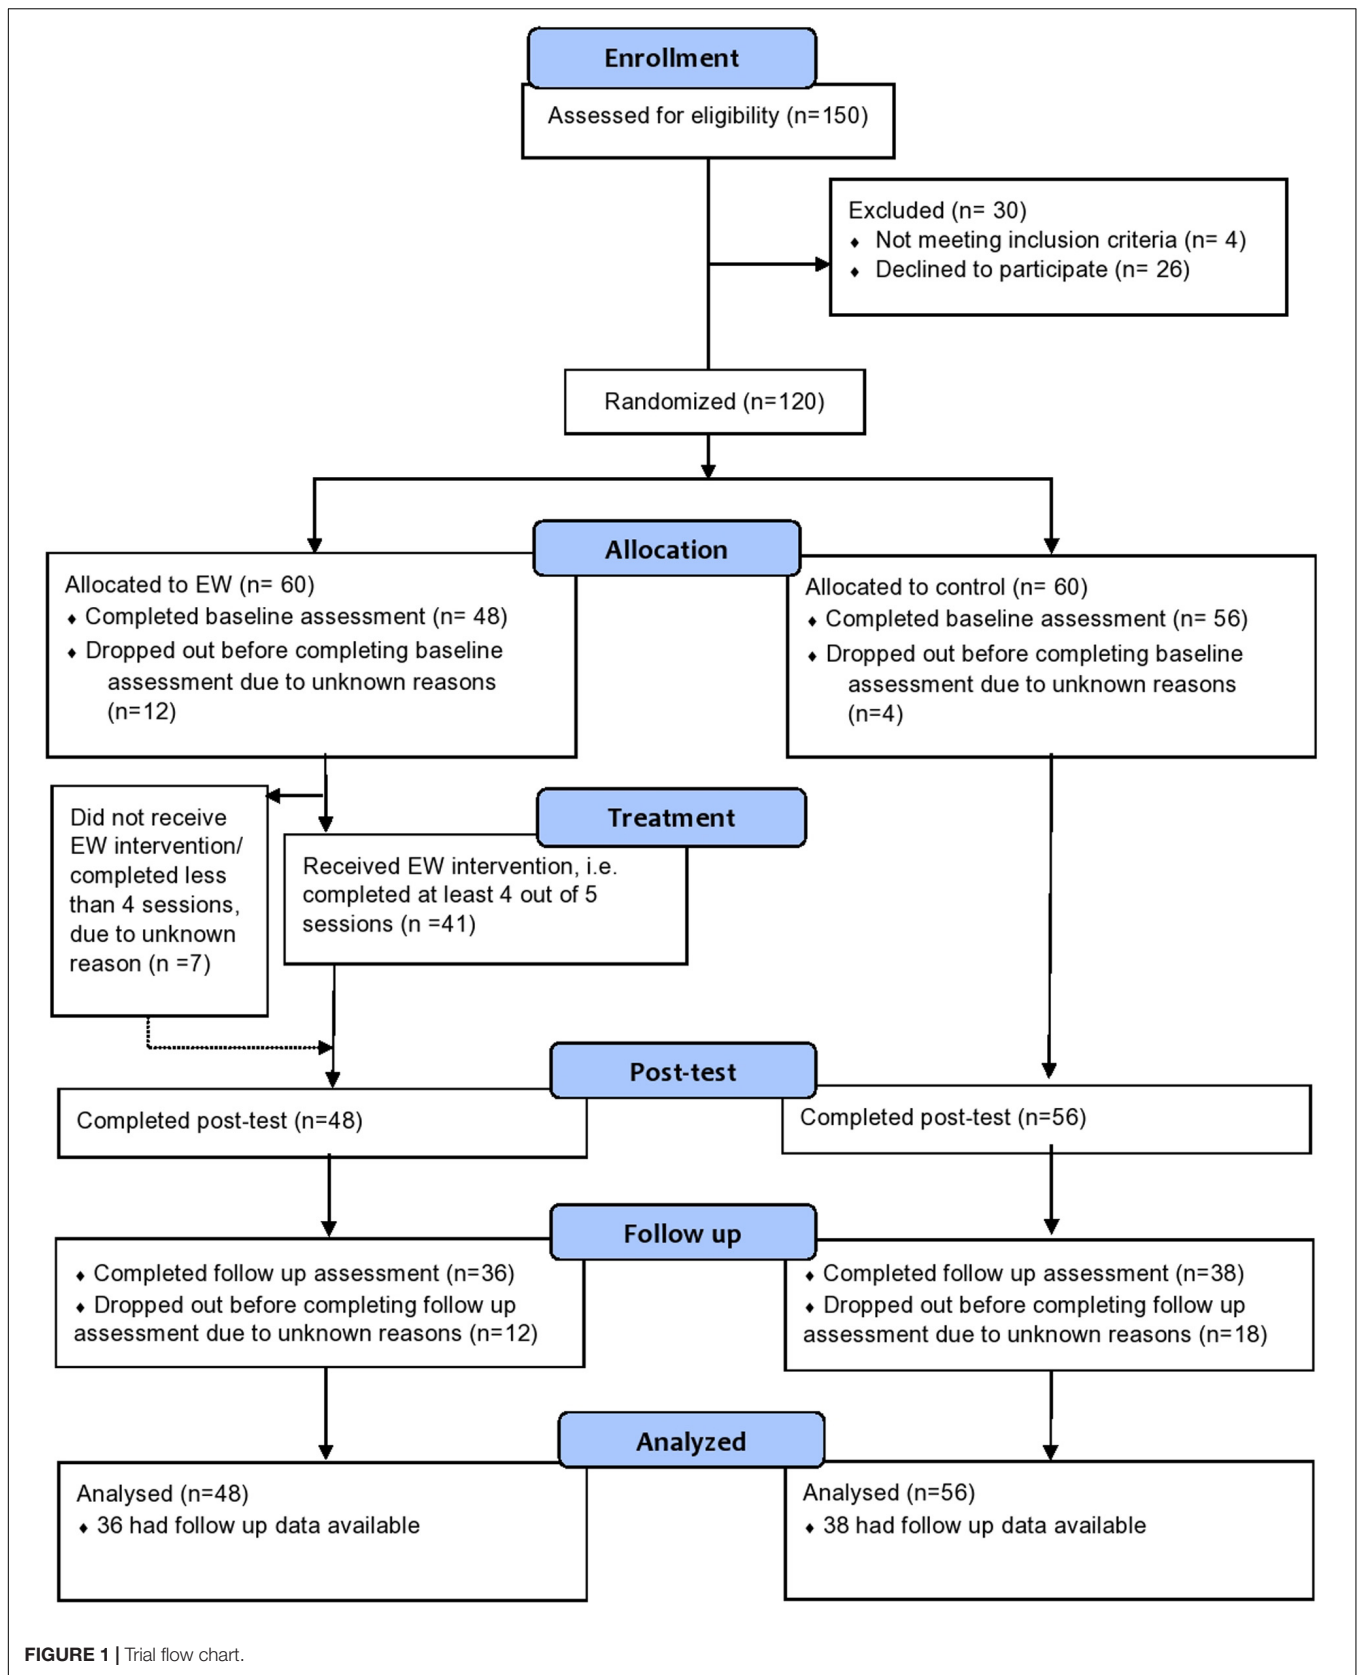 Enrollment
Assessed for eligibility (n=150)
Excluded (n= 30)
♦ Not meeting inclusion criteria (n= 4)
♦ Declined to participate (n= 26)
Randomized (n=120)
Allocation
Allocated to EW (n= 60)
♦ Completed baseline assessment (n= 48)
♦ Dropped out before completing baseline
assessment due to unknown reasons
(n=12)
Allocated to control (n= 60)
♦ Completed baseline assessment (n= 56)
♦ Dropped out before completing baseline
assessment due to unknown reasons
(n=4)
Treatment
Did not receive
EW intervention/
completed less
than 4 sessions,
due to unknown
reason (n =7)
Received EW intervention, i.e.
completed at least 4 out of 5
sessions (n =41)
Post-test
Completed post-test (n=48)
Completed post-test (n=56)
Follow up
♦ Completed follow up assessment (n=36)
♦ Dropped out before completing follow up
assessment due to unknown reasons (n=12)
♦ Completed follow up assessment (n=38)
♦ Dropped out before completing follow up
assessment due to unknown reasons (n=18)
Analyzed
Analysed (n=48)
♦ 36 had follow up data available
Analysed (n=56)
♦ 38 had follow up data available
FIGURE 1 | Trial flow chart.